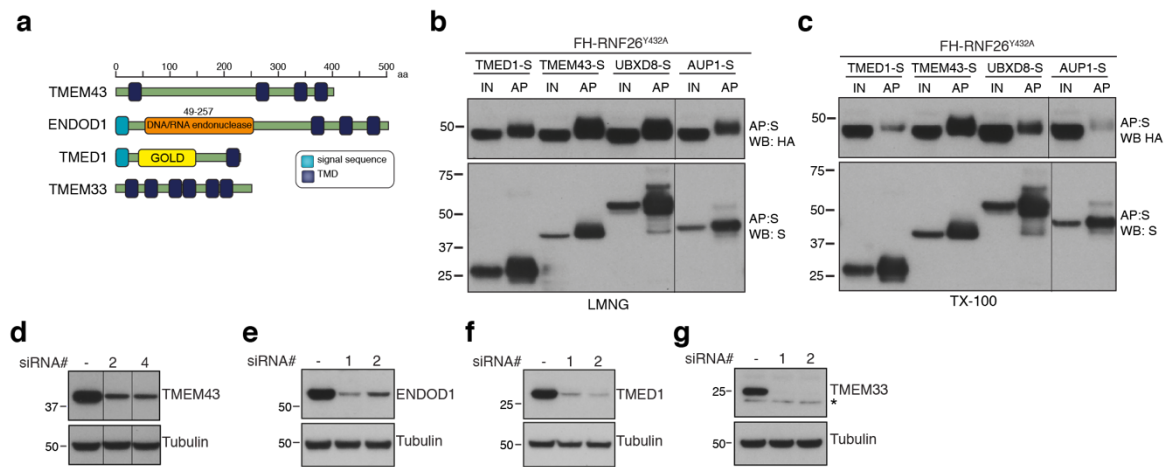 a
0 100 200 300 400 500 aa
TMEM43
49-257
ENDOD1 DNA/RNA endonuclease
TMED1 GOLD
signal sequence
TMD
TMEM33
b
FH-RNF26Y432A
TMED1-S TMEM43-S UBXD8-S AUP1-S
IN AP IN AP IN AP IN AP
50
AP:S
WB: HA
75
50
37
25
AP:S
WB: S
LMNG
c
FH-RNF26Y432A
TMED1-S TMEM43-S UBXD8-S AUP1-S
IN AP IN AP IN AP IN AP
50
AP:S
WB HA
75
50
37
25
AP:S
WB: S
TX-100
d
siRNA# - 2 4
37
TMEM43
50
Tubulin
e
siRNA# - 1 2
50
ENDOD1
50
Tubulin
f
siRNA# - 1 2
25
TMED1
50
Tubulin
g
siRNA# - 1 2
25
TMEM33
*
50
Tubulin